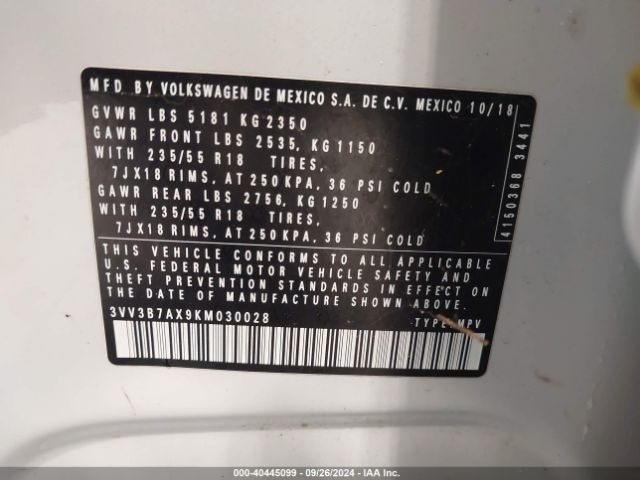 MFD. BY VOLKSWAGEN DE MEXICO S.A. DE C.V. MEXICO 10/18
GVWR LBS 5181 KG 2350
GAWR FRONT LBS 2535, KG 1150
WITH 235/55 R18 TIRES,
7JX18 RIMS, AT 250 KPA, 36 PSI COLD
GAWR REAR LBS 2756, KG 1250
WITH 235/55 R18 TIRES,
7JX18 RIMS, AT 250 KPA, 36 PSI COLD
THIS VEHICLE CONFORMS TO ALL APPLICABLE
U.S. FEDERAL MOTOR VEHICLE SAFETY AND
THEFT PREVENTION STANDARDS IN EFFECT ON
THE DATE OF MANUFACTURE SHOWN ABOVE.
3VV3B7AX9KM030028 TYPE:MPV
4150368 3441
000-40445099 - 09/26/2024 - IAAI.COM